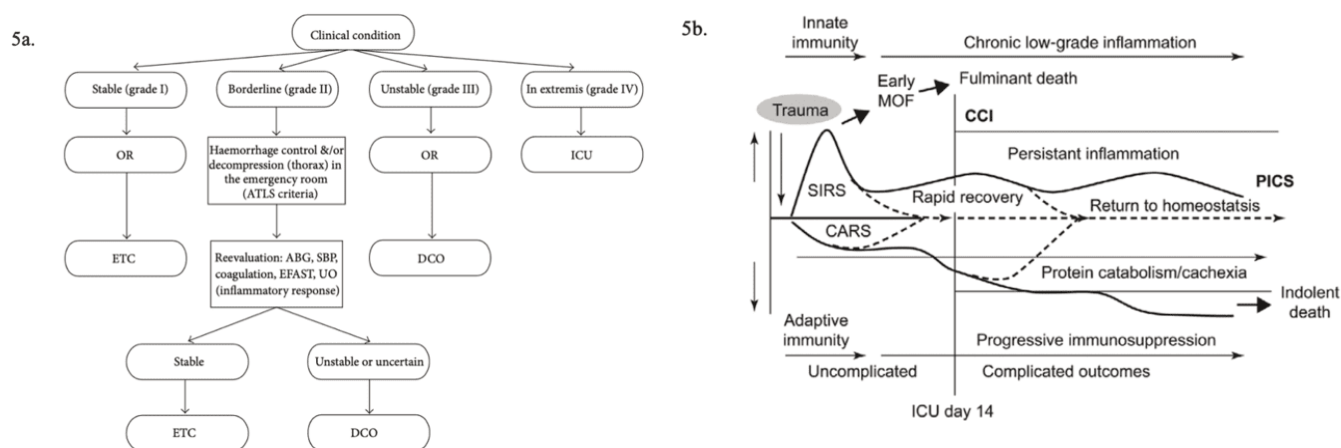 5a.
Clinical condition
Stable (grade I)
Borderline (grade II)
Unstable (grade III)
In extremis (grade IV)
OR
Haemorrhage control &/or
decompression (thorax) in
the emergency room
(ATLS criteria)
OR
ICU
ETC
Reevaluation: ABG, SBP,
coagulation, EFAST, UO
(inflammatory response)
DCO
Stable
Unstable or uncertain
ETC
DCO
5b.
Innate
immunity
Chronic low-grade inflammation
Early
MOF
Fulminant death
Trauma
CCI
Persistant inflammation
PICS
SIRS
Rapid recovery
Return to homeostatsis
CARS
Protein catabolism/cachexia
Indolent
death
Adaptive
immunity
Progressive immunosuppression
Uncomplicated
Complicated outcomes
ICU day 14